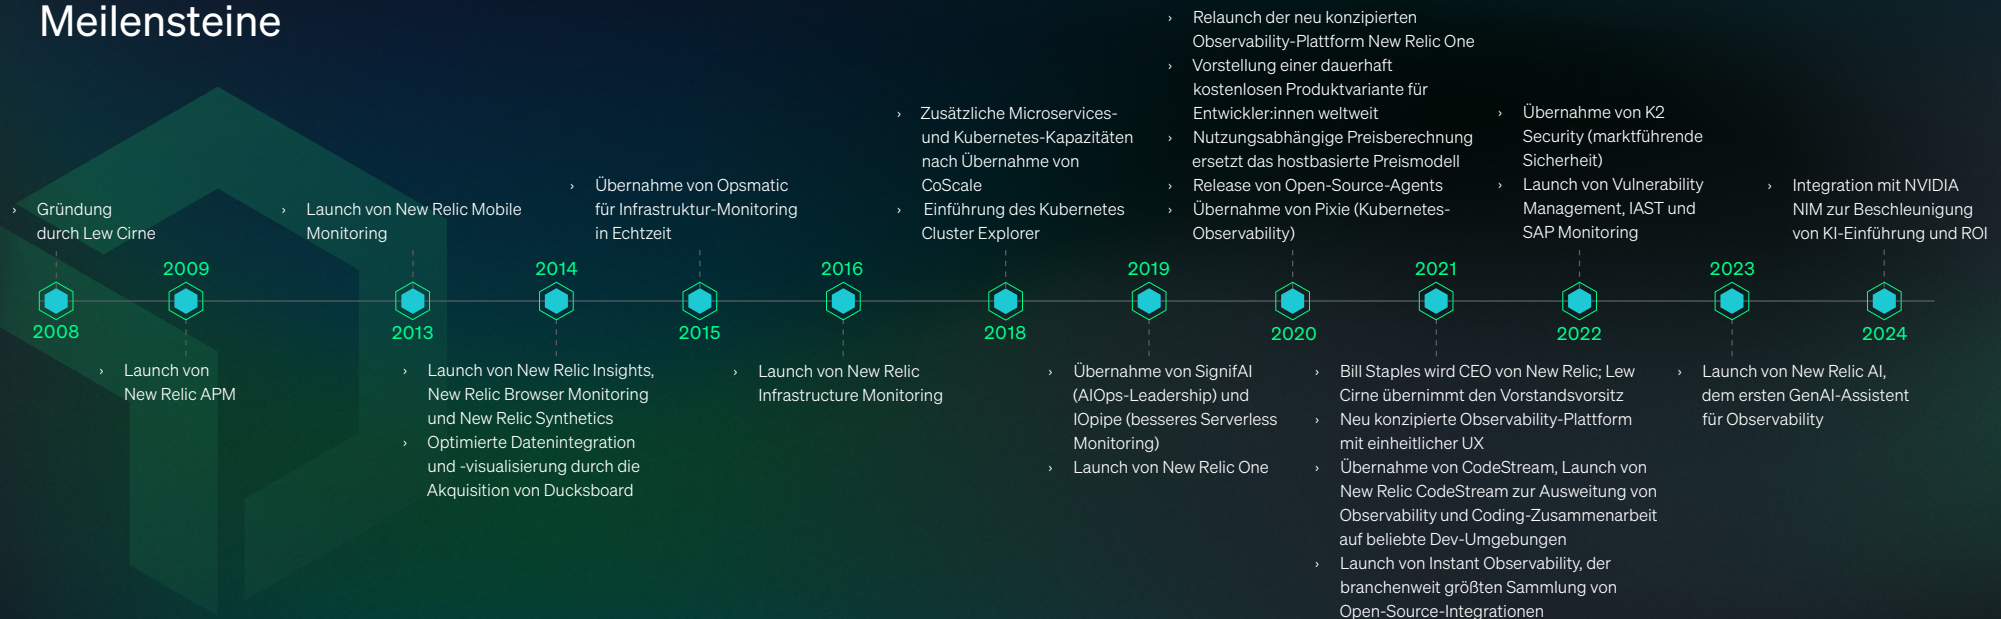 Meilensteine
› Gründung
durch Lew Cirne
2008
2009
› Launch von
New Relic APM
› Launch von New Relic Mobile
Monitoring
2013
2014
› Launch von New Relic Insights,
New Relic Browser Monitoring
und New Relic Synthetics
› Optimierte Datenintegration
und -visualisierung durch die
Akquisition von Ducksboard
› Übernahme von Opsmatic
für Infrastruktur-Monitoring
in Echtzeit
2015
2016
› Launch von New Relic
Infrastructure Monitoring
› Zusätzliche Microservices-
und Kubernetes-Kapazitäten
nach Übernahme von
CoScale
› Einführung des Kubernetes
Cluster Explorer
2018
2019
› Übernahme von SignifAI
(AIOps-Leadership) und
IOpipe (besseres Serverless
Monitoring)
› Launch von New Relic One
› Relaunch der neu konzipierten
Observability-Plattform New Relic One
› Vorstellung einer dauerhaft
kostenlosen Produktvariante für
Entwickler:innen weltweit
› Nutzungsabhängige Preisberechnung
ersetzt das hostbasierte Preismodell
› Release von Open-Source-Agents
› Übernahme von Pixie (Kubernetes-
Observability)
2020
2021
› Bill Staples wird CEO von New Relic; Lew
Cirne übernimmt den Vorstandsvorsitz
› Neu konzipierte Observability-Plattform
mit einheitlicher UX
› Übernahme von CodeStream, Launch von
New Relic CodeStream zur Ausweitung von
Observability und Coding-Zusammenarbeit
auf beliebte Dev-Umgebungen
› Launch von Instant Observability, der
branchenweit größten Sammlung von
Open-Source-Integrationen
› Übernahme von K2
Security (marktführende
Sicherheit)
› Launch von Vulnerability
Management, IAST und
SAP Monitoring
2022
2023
› Launch von New Relic AI,
dem ersten GenAI-Assistent
für Observability
› Integration mit NVIDIA
NIM zur Beschleunigung
von KI-Einführung und ROI
2024